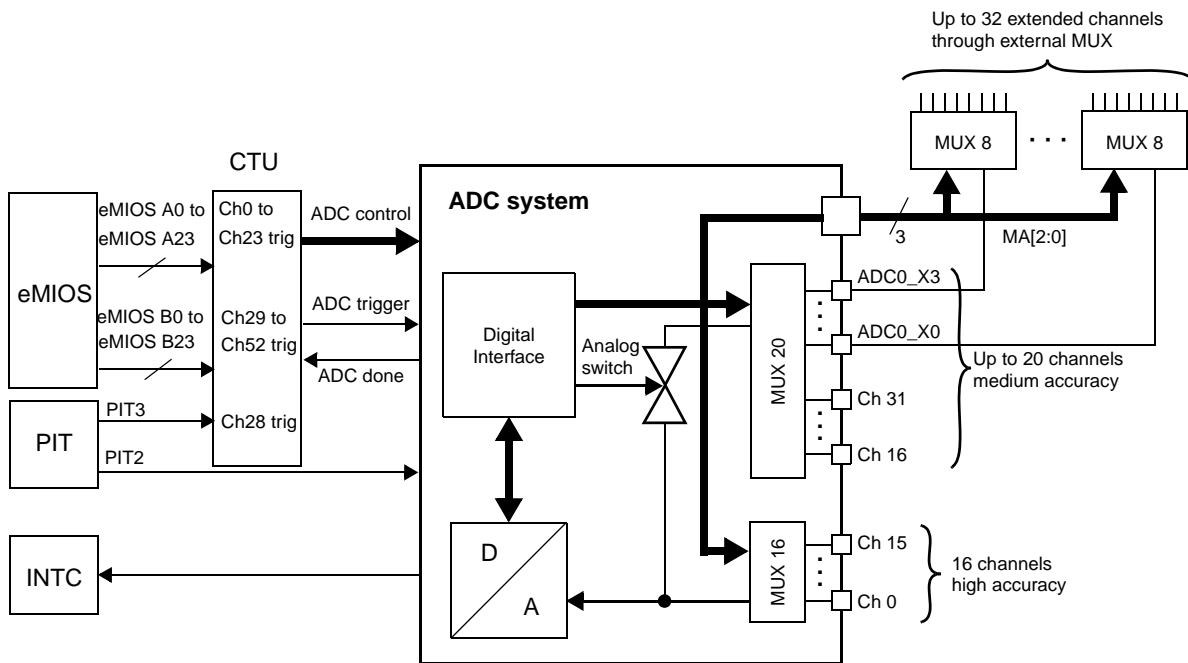 Up to 32 extended channels
through external MUX
MUX 8
. . .
MUX 8
CTU
eMIOS A0 to
eMIOS A23
Ch0 to
Ch23 trig
ADC control
ADC system
3
MA[2:0]
eMIOS
eMIOS B0 to
eMIOS B23
Ch29 to
Ch52 trig
ADC trigger
ADC done
Digital
Interface
Analog
switch
MUX 20
ADC0_X3
ADC0_X0
Up to 20 channels
medium accuracy
Ch 31
Ch 16
PIT
PIT3
PIT2
Ch28 trig
INTC
D
A
MUX 16
Ch 15
Ch 0
16 channels
high accuracy